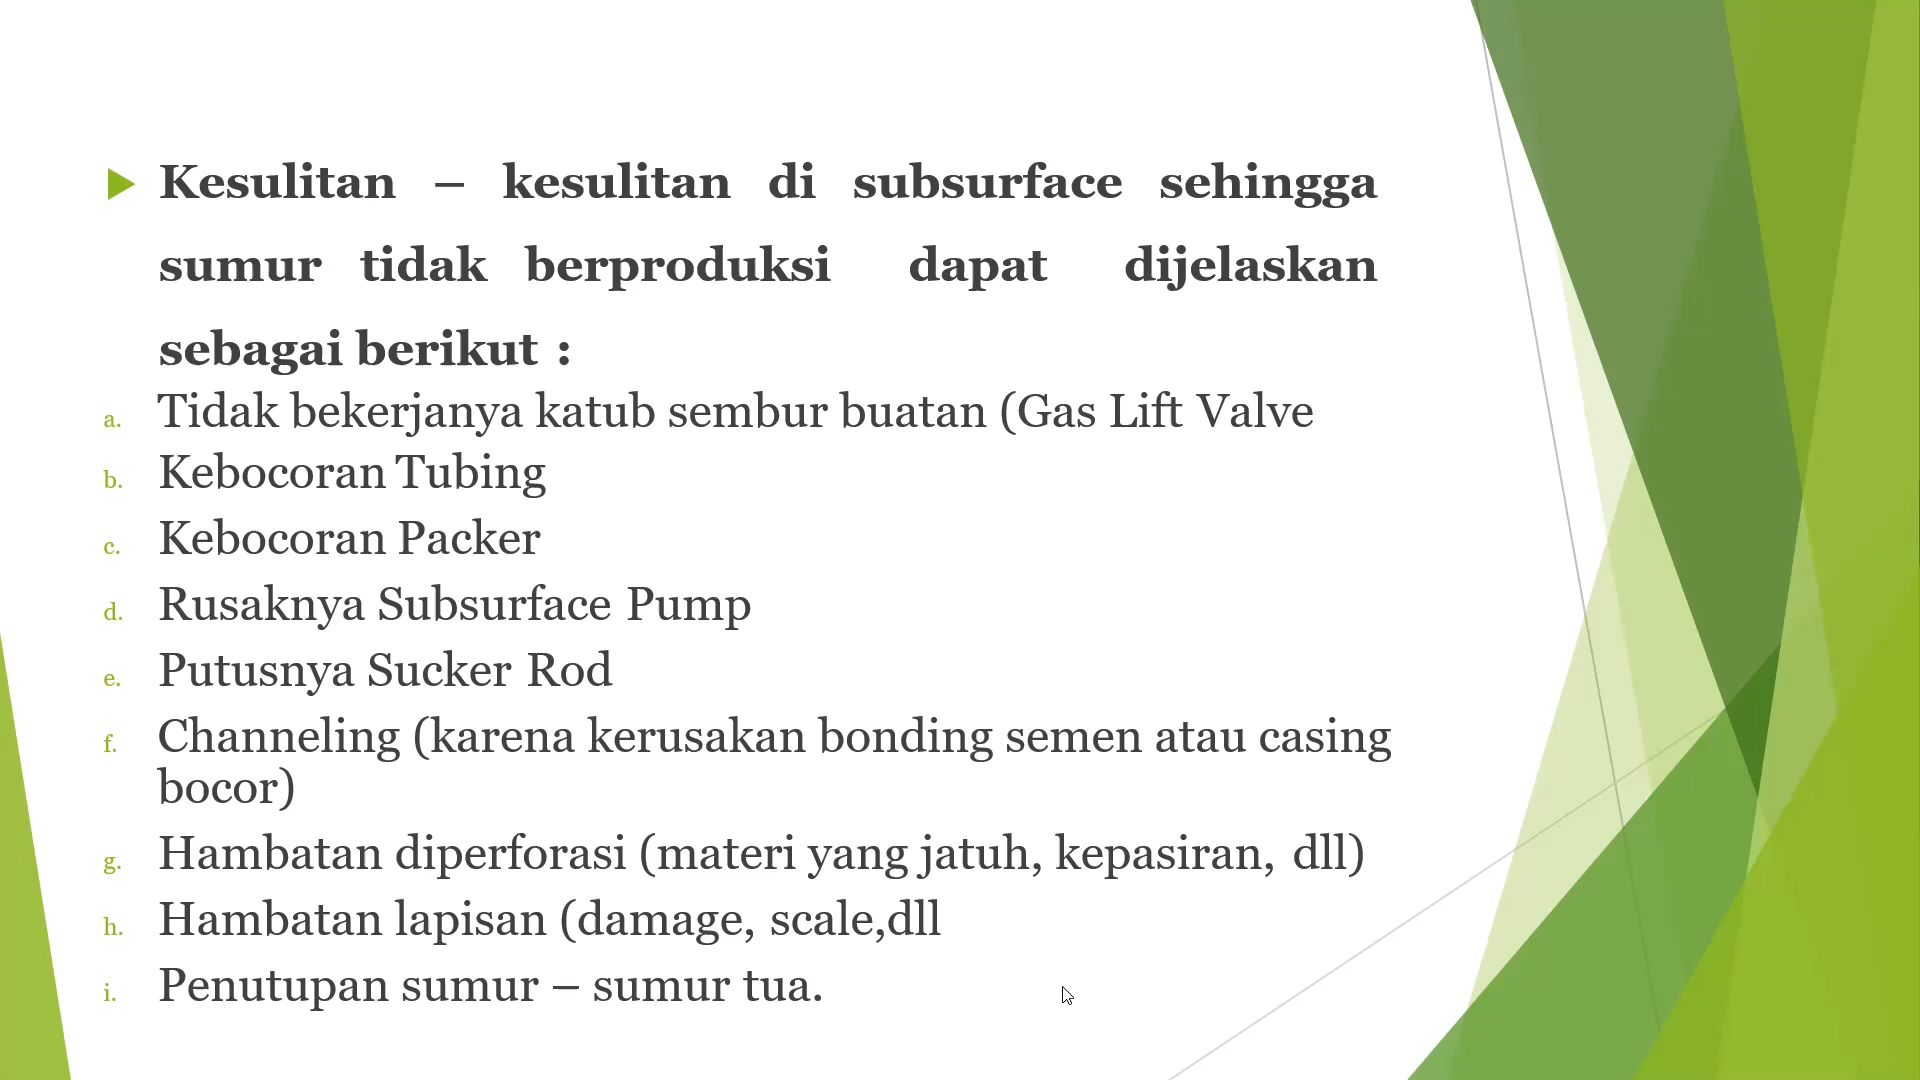 Kesulitan – kesulitan di subsurface sehingga
sumur tidak berproduksi dapat dijelaskan
sebagai berikut :
a. Tidak bekerjanya katub sembur buatan (Gas Lift Valve
b. Kebocoran Tubing
c. Kebocoran Packer
d. Rusaknya Subsurface Pump
e. Putusnya Sucker Rod
f. Channeling (karena kerusakan bonding semen atau casing
bocor)
g. Hambatan diperforasi (materi yang jatuh, kepasiran, dll)
h. Hambatan lapisan (damage, scale,dll
i. Penutupan sumur – sumur tua.